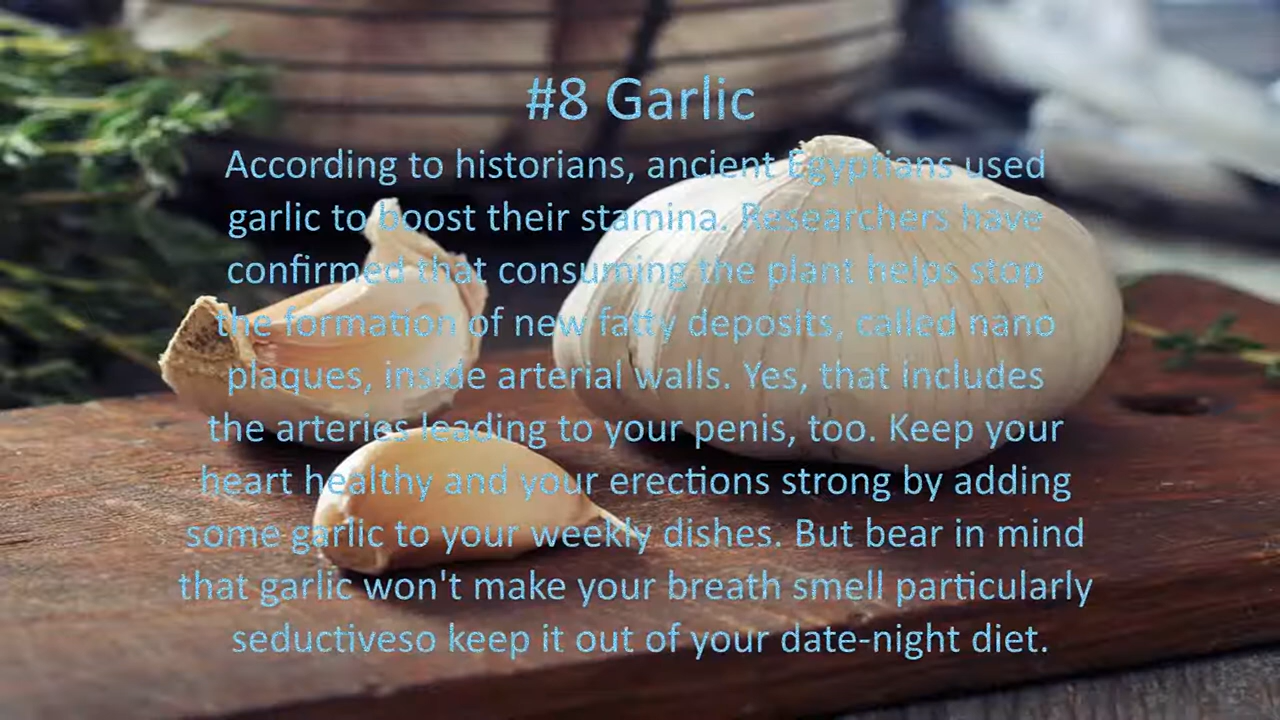 #8 Garlic
According to historians, ancient Egyptians used
garlic to boost their stamina. Researchers have
confirmed that consuming the plant helps stop
the formation of new fatty deposits, called nano
plaques, inside arterial walls. Yes, that includes
the arteries leading to your penis, too. Keep your
heart healthy and your erections strong by adding
some garlic to your weekly dishes. But bear in mind
that garlic won't make your breath smell particularly
seductiveso keep it out of your date-night diet.